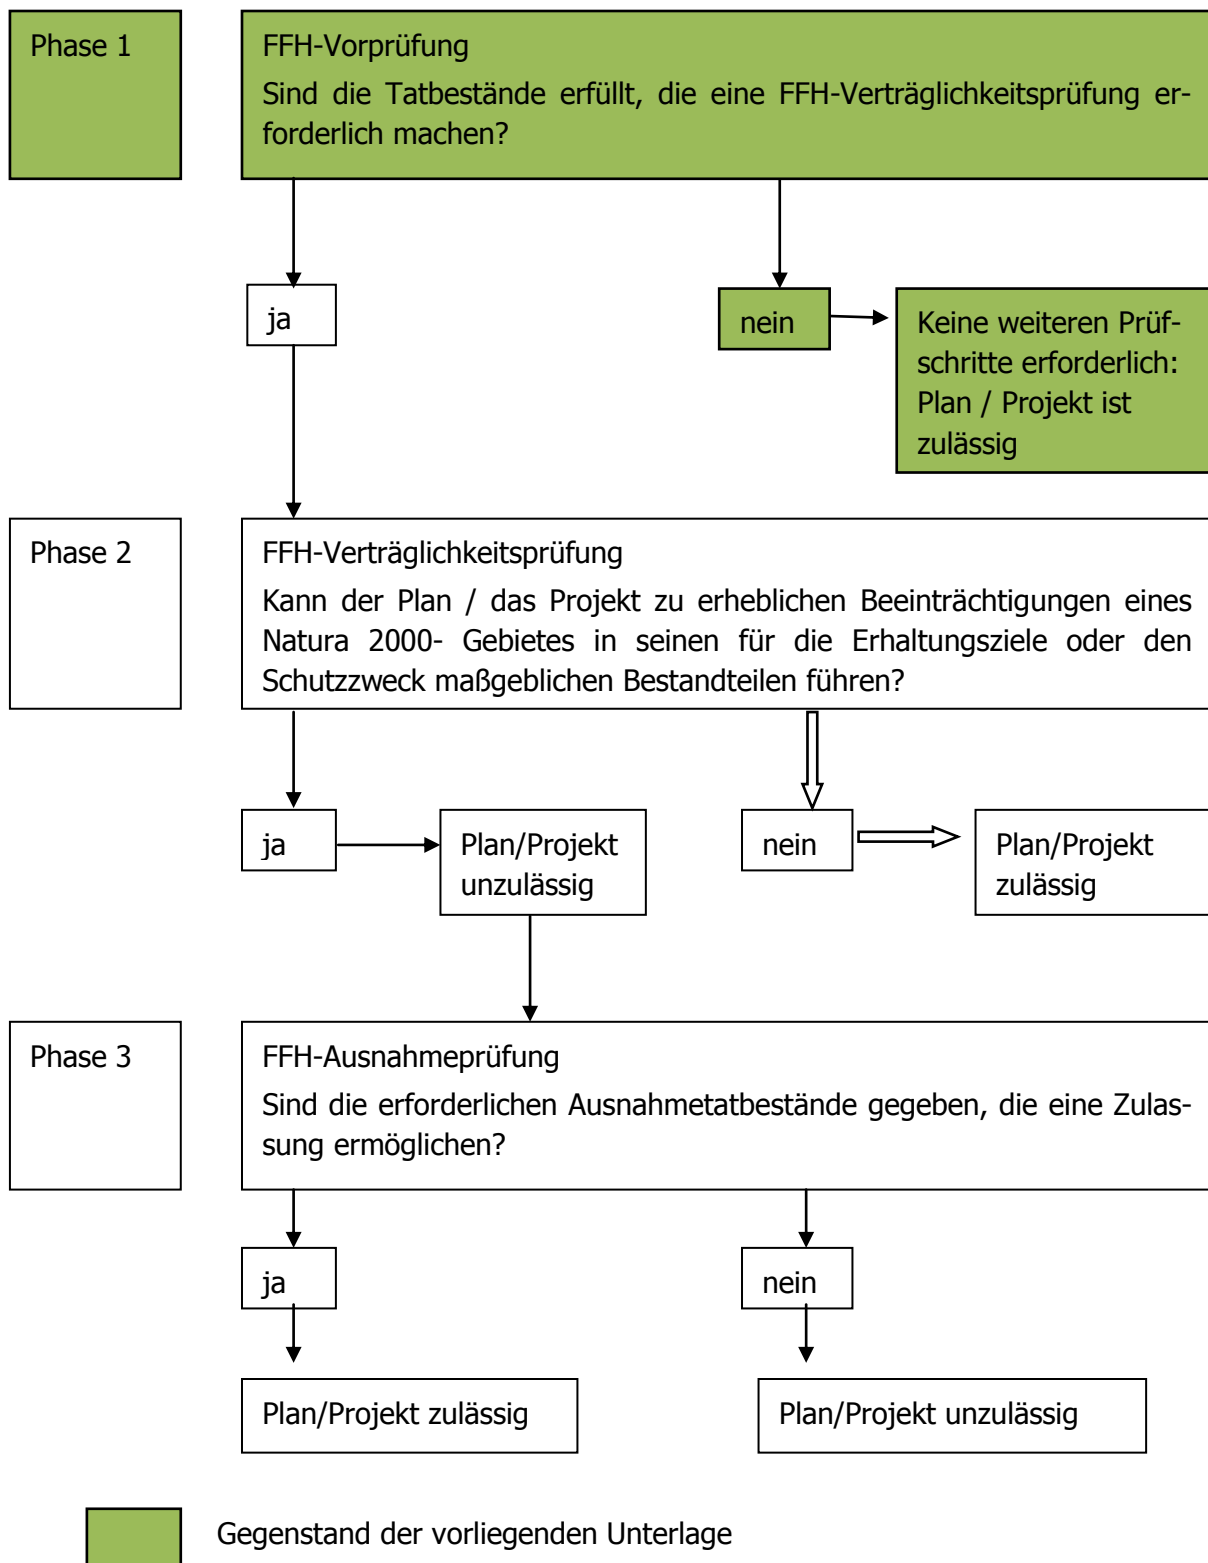 Phase 1
FFH-Vorprüfung
Sind die Tatbestände erfüllt, die eine FFH-Verträglichkeitsprüfung er-
forderlich machen?
ja
nein
Keine weiteren Prüf-
schritte erforderlich:
Plan / Projekt ist
zulässig
Phase 2
FFH-Verträglichkeitsprüfung
Kann der Plan / das Projekt zu erheblichen Beeinträchtigungen eines
Natura 2000- Gebietes in seinen für die Erhaltungsziele oder den
Schutzzweck maßgeblichen Bestandteilen führen?
ja
Plan/Projekt
unzulässig
nein
Plan/Projekt
zulässig
Phase 3
FFH-Ausnahmeprüfung
Sind die erforderlichen Ausnahmetatbestände gegeben, die eine Zulas-
sung ermöglichen?
ja
nein
Plan/Projekt zulässig
Plan/Projekt unzulässig
Gegenstand der vorliegenden Unterlage